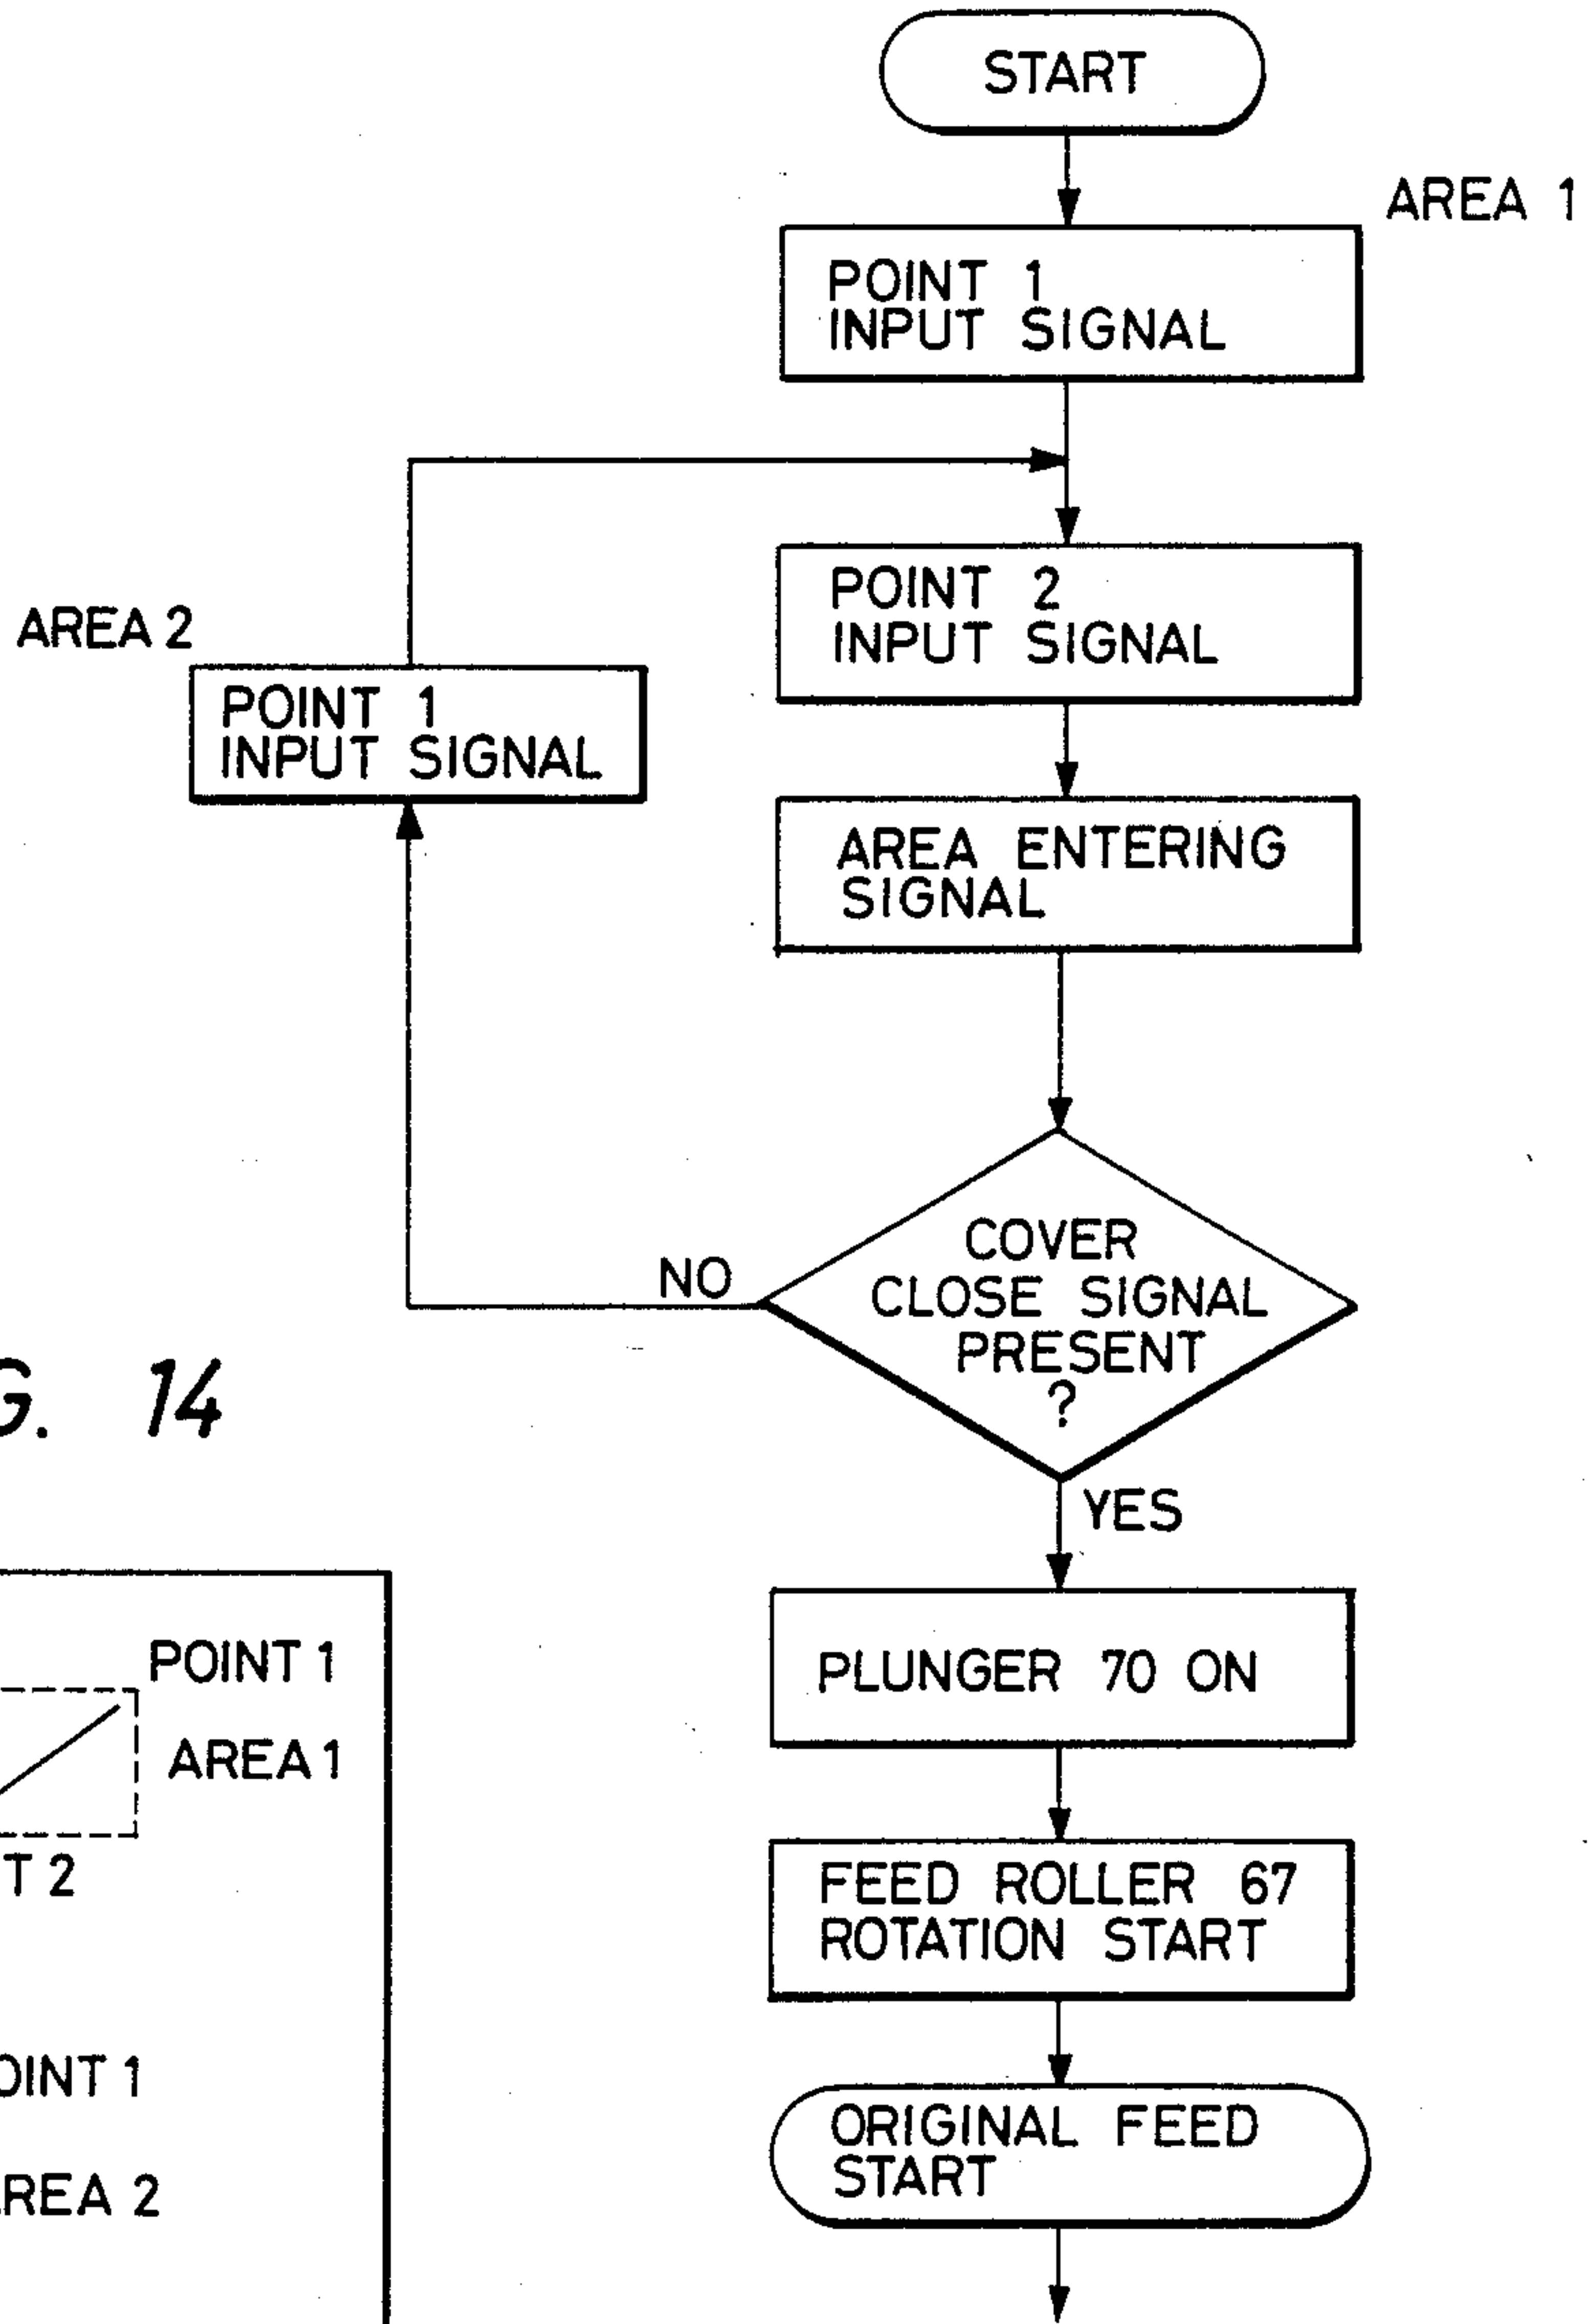 START
AREA 1
POINT 1
INPUT SIGNAL
POINT 2
INPUT SIGNAL
AREA 2
POINT 1
INPUT SIGNAL
AREA ENTERING
SIGNAL
NO
COVER
CLOSE SIGNAL
PRESENT
?
YES
PLUNGER 70 ON
FEED ROLLER 67
ROTATION START
ORIGINAL FEED
START
G. 14
POINT 1
AREA 1
T 2
OINT 1
REA 2